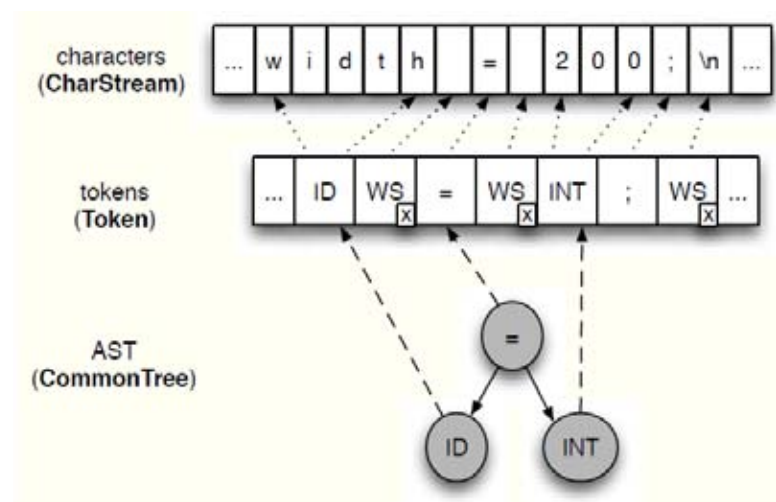 characters
(CharStream)
... w i d t h = 2 0 0 ; \n ...
tokens
(Token)
... ID WS = WS INT ; WS ...
x x x
=
AST
(CommonTree)
ID INT